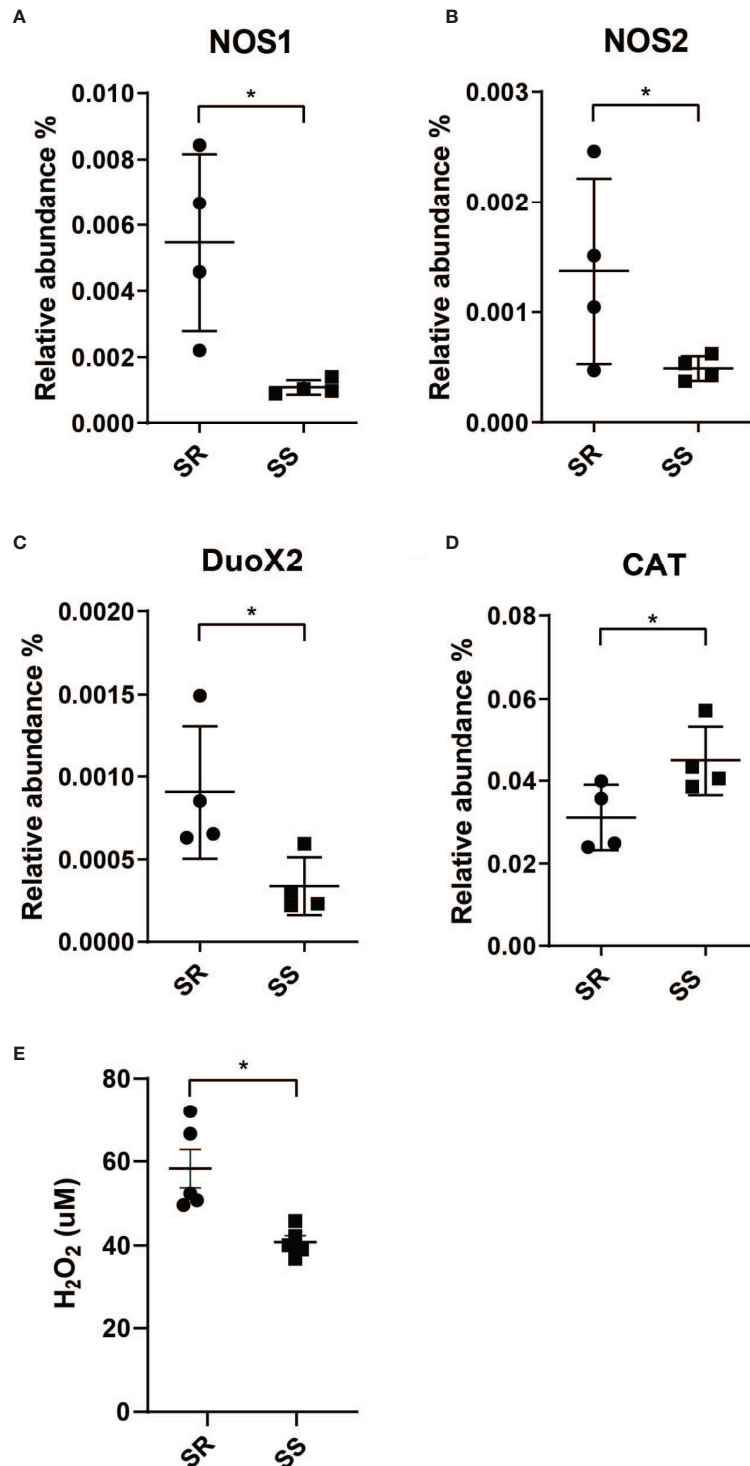 A
NOS1
Relative abundance %
0.010
0.008
0.006
0.004
0.002
0.000
*
SR
SS
B
NOS2
Relative abundance %
0.003
0.002
0.001
0.000
*
SR
SS
C
DuoX2
Relative abundance %
0.0020
0.0015
0.0010
0.0005
0.0000
*
SR
SS
D
CAT
Relative abundance %
0.08
0.06
0.04
0.02
0.00
*
SR
SS
E
H₂O₂ (uM)
80
60
40
20
0
*
SR
SS